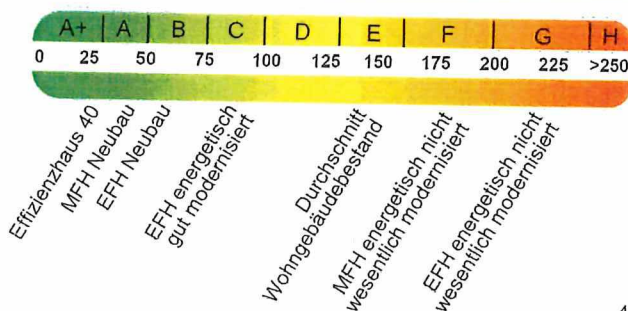 A+ A B C D E F G H
0 25 50 75 100 125 150 175 200 225 >250
Effizienzhaus 40
MFH Neubau
EFH Neubau
EFH energetisch
gut modernisiert
Durchschnitt
Wohngebäudebestand
MFH energetisch nicht
wesentlich modernisiert
EFH energetisch nicht
wesentlich modernisiert